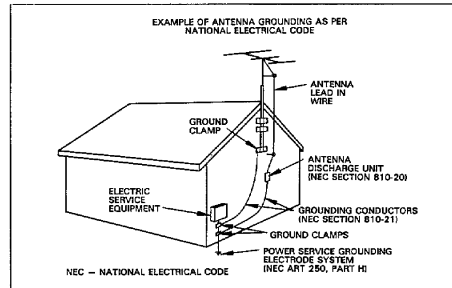 EXAMPLE OF ANTENNA GROUNDING AS PER
NATIONAL ELECTRICAL CODE
ANTENNA
LEAD IN
WIRE
GROUND
CLAMP
ANTENNA
DISCHARGE UNIT
(NEC SECTION 810-20)
ELECTRIC
SERVICE
EQUIPMENT
GROUNDING CONDUCTORS
(NEC SECTION 810-21)
GROUND CLAMPS
POWER SERVICE GROUNDING
ELECTRODE SYSTEM
(NEC ART 250, PART H)
NEC – NATIONAL ELECTRICAL CODE